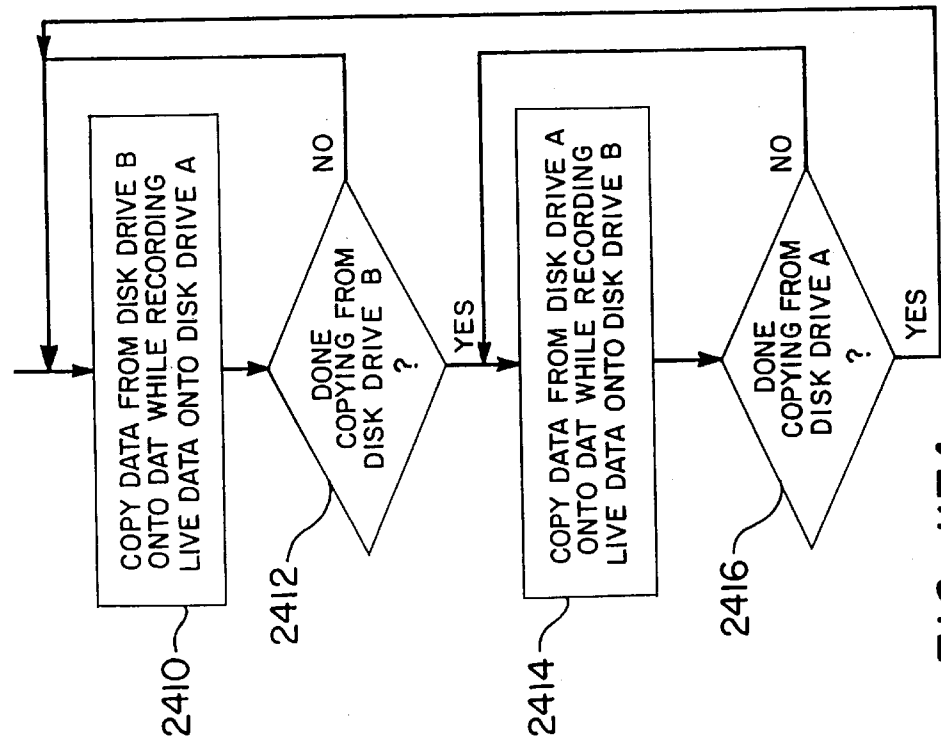 COPY DATA FROM DISK DRIVE B
ONTO DAT WHILE RECORDING
LIVE DATA ONTO DISK DRIVE A
2410
DONE
COPYING FROM
DISK DRIVE B
?
NO
YES
2412
COPY DATA FROM DISK DRIVE A
ONTO DAT WHILE RECORDING
LIVE DATA ONTO DISK DRIVE B
2414
DONE
COPYING FROM
DISK DRIVE A
?
NO
YES
2416